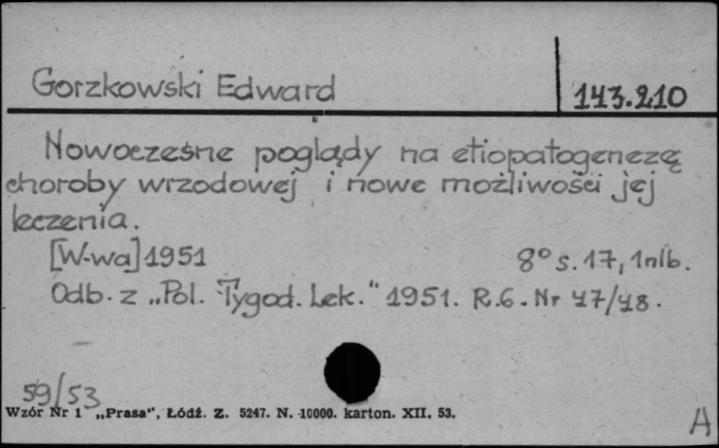 Gorzkowski Edward
143.210
Nowoczesne poglądy na etiopatogenezę
choroby wrzodowej i nowe możliwości jej
leczenia.
[W-wa] 1951 8° s. 17, 1 nlb.
Odb. z „Pol. Tygod. Lek." 1951. R.6. Nr 47/48.
59/53
Wzór Nr 1 „Prasa", Łódź. Z. 5247. N. 10000. karton. XII. 53.
A